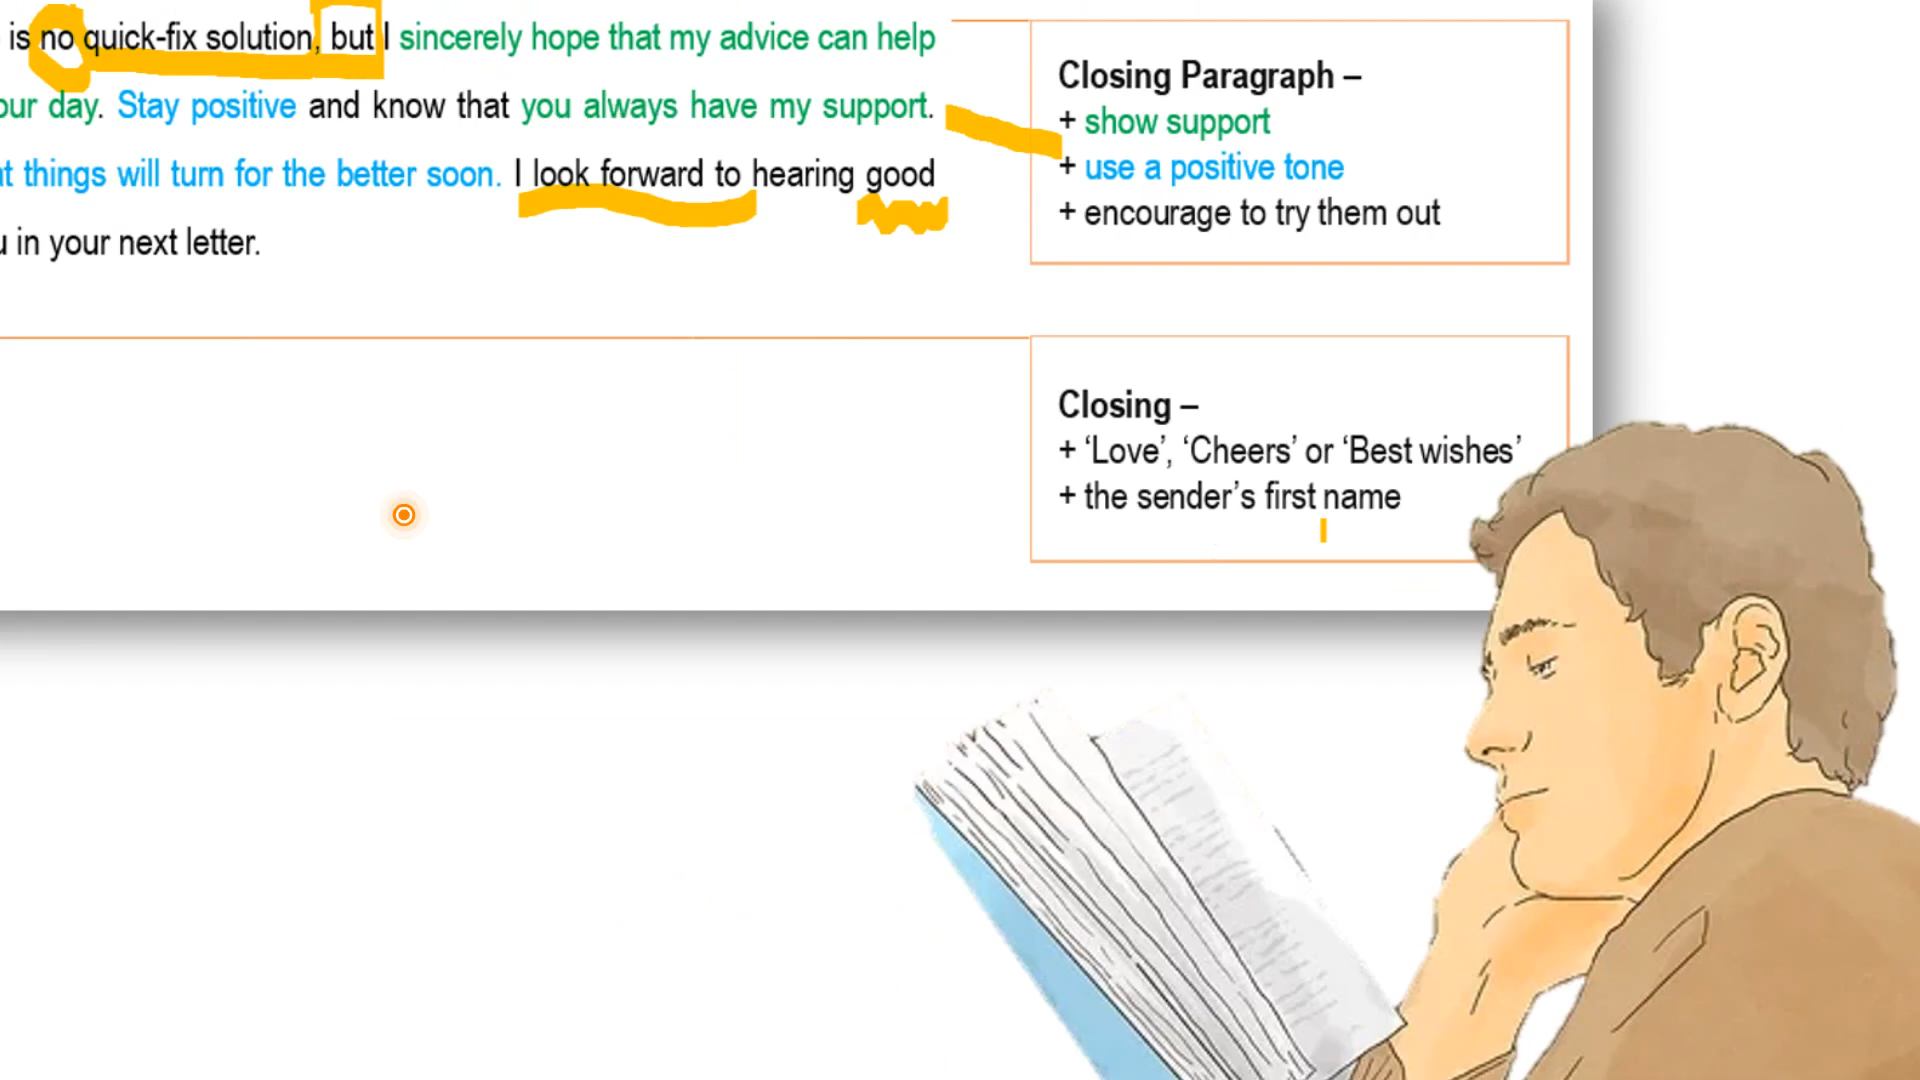 is no quick-fix solution, but I sincerely hope that my advice can help
our day. Stay positive and know that you always have my support.
at things will turn for the better soon. I look forward to hearing good
u in your next letter.
Closing Paragraph –
+ show support
+ use a positive tone
+ encourage to try them out
Closing –
+ ‘Love’, ‘Cheers’ or ‘Best wishes’
+ the sender’s first name